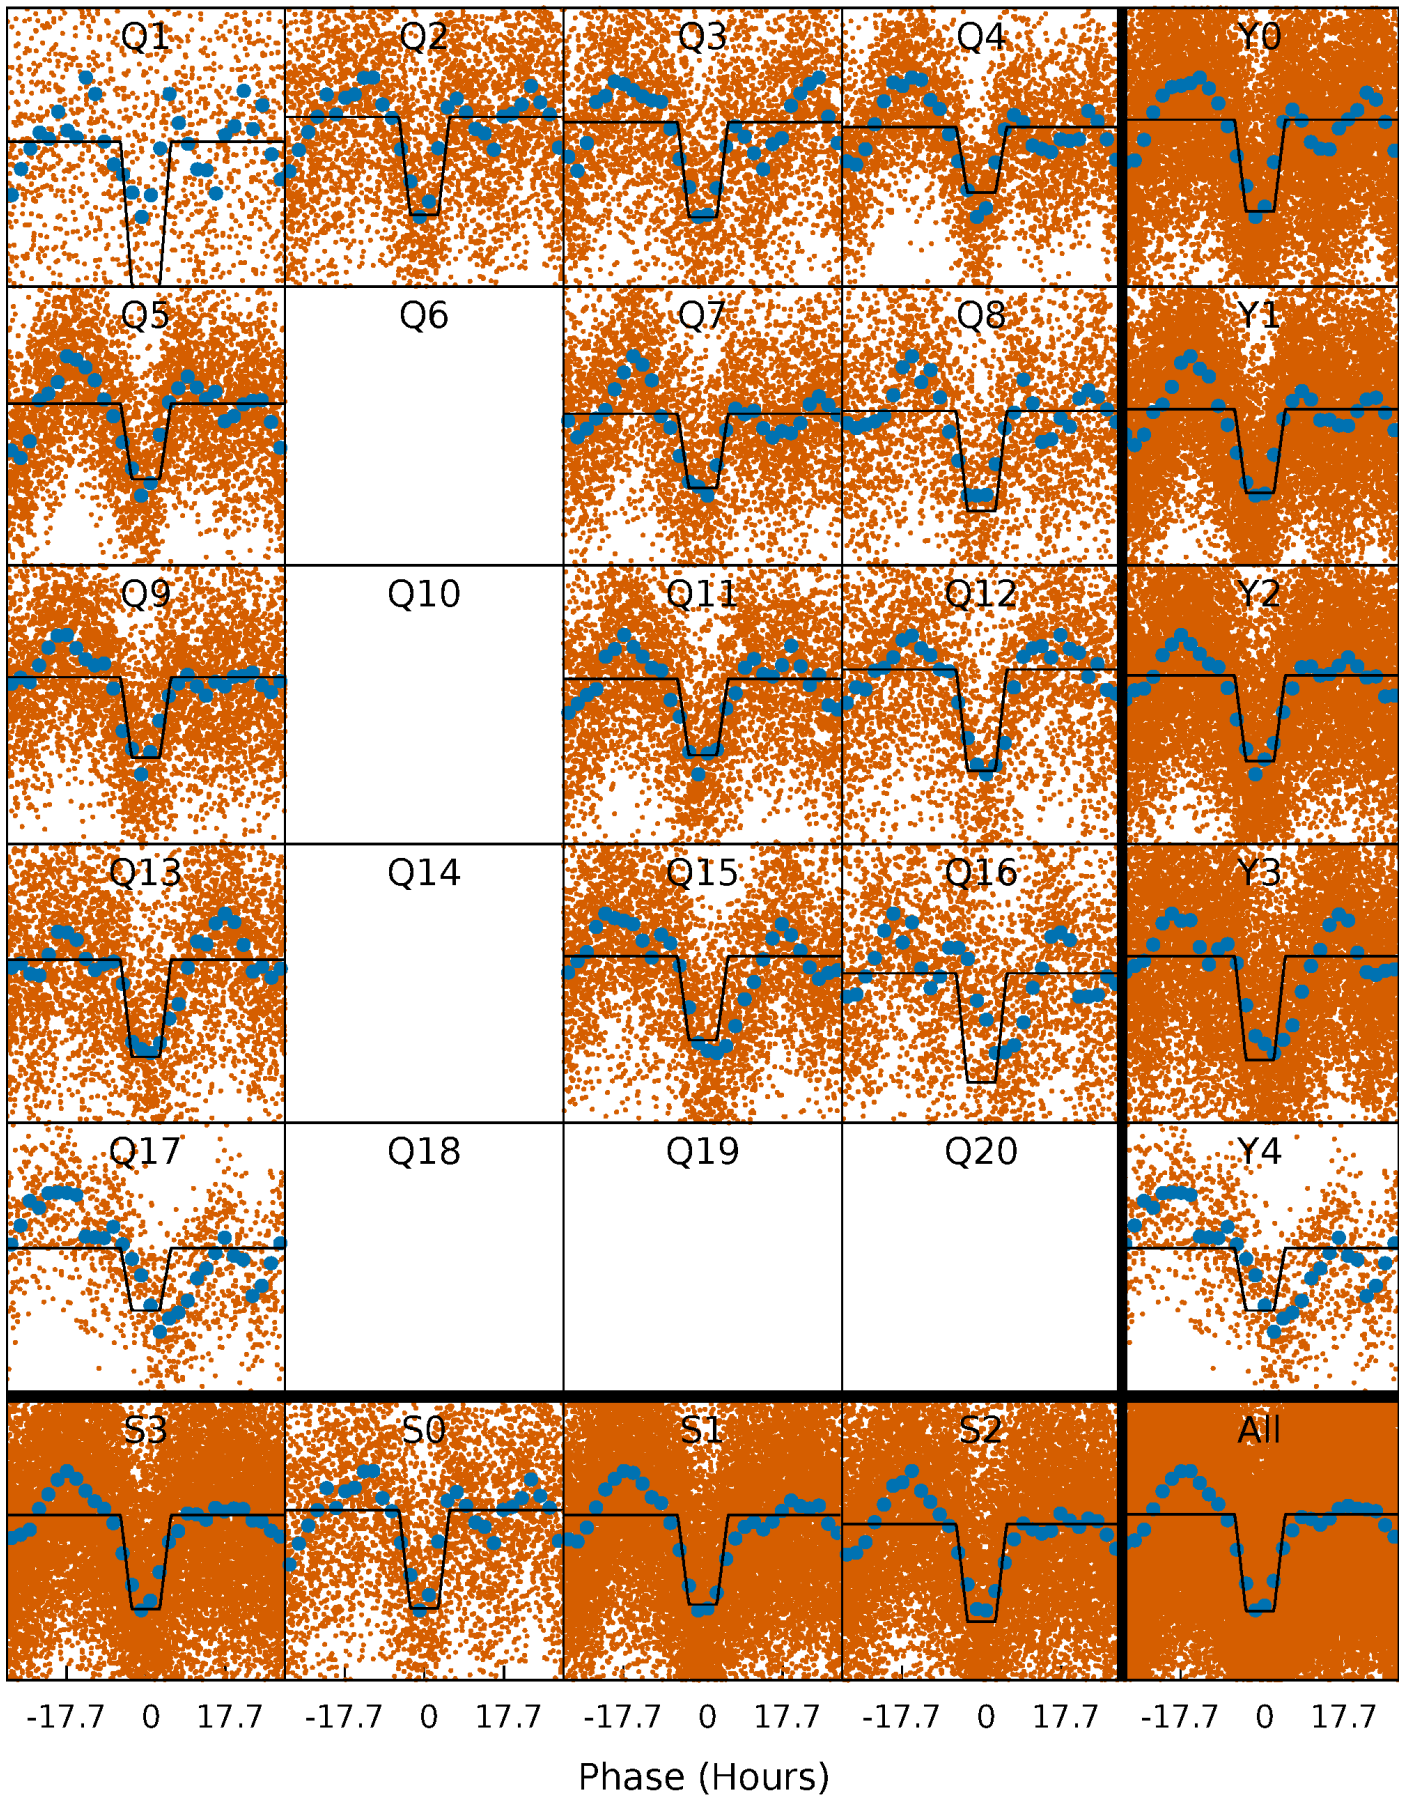 Q1 Q2 Q3 Q4 Y0
Q5 Q6 Q7 Q8 Y1
Q9 Q10 Q11 Q12 Y2
Q13 Q14 Q15 Q16 Y3
Q17 Q18 Q19 Q20 Y4
S3 S0 S1 S2 All
-17.7 0 17.7 -17.7 0 17.7 -17.7 0 17.7 -17.7 0 17.7 -17.7 0 17.7
Phase (Hours)